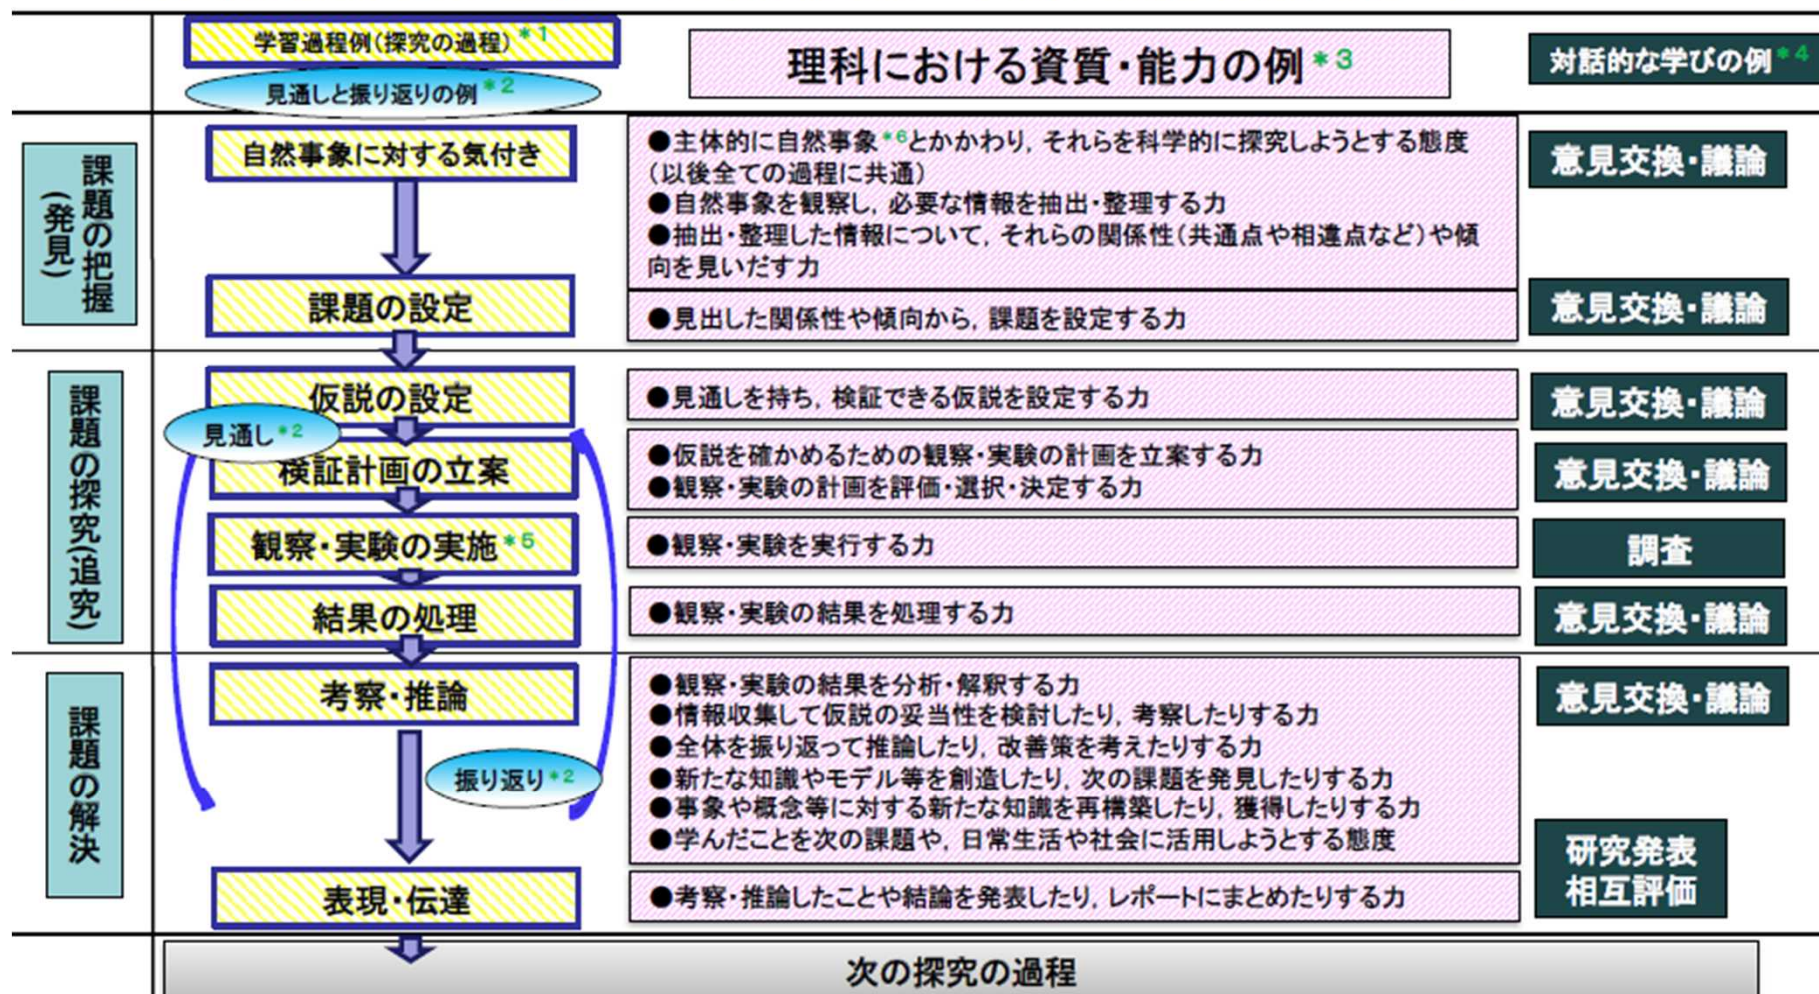 学習過程例(探究の過程)*1
見通しと振り返りの例*2
理科における資質・能力の例*3
対話的な学びの例*4
課題の把握
(発見)
自然事象に対する気付き
●主体的に自然事象*6とかかわり, それらを科学的に探究しようとする態度
(以後全ての過程に共通)
●自然事象を観察し, 必要な情報を抽出・整理する力
●抽出・整理した情報について, それらの関係性(共通点や相違点など)や傾
向を見いだす力
意見交換・議論
課題の設定
●見出した関係性や傾向から, 課題を設定する力
意見交換・議論
課題の探究(追究)
仮説の設定
●見通しを持ち, 検証できる仮説を設定する力
意見交換・議論
見通し*2
検証計画の立案
●仮説を確かめるための観察・実験の計画を立案する力
●観察・実験の計画を評価・選択・決定する力
意見交換・議論
観察・実験の実施*5
●観察・実験を実行する力
調査
結果の処理
●観察・実験の結果を処理する力
意見交換・議論
課題の解決
考察・推論
●観察・実験の結果を分析・解釈する力
●情報収集して仮説の妥当性を検討したり, 考察したりする力
●全体を振り返って推論したり, 改善策を考えたりする力
●新たな知識やモデル等を創造したり, 次の課題を発見したりする力
●事象や概念等に対する新たな知識を再構築したり, 獲得したりする力
●学んだことを次の課題や, 日常生活や社会に活用しようとする態度
意見交換・議論
振り返り*2
表現・伝達
●考察・推論したことや結論を発表したり, レポートにまとめたりする力
研究発表
相互評価
次の探究の過程